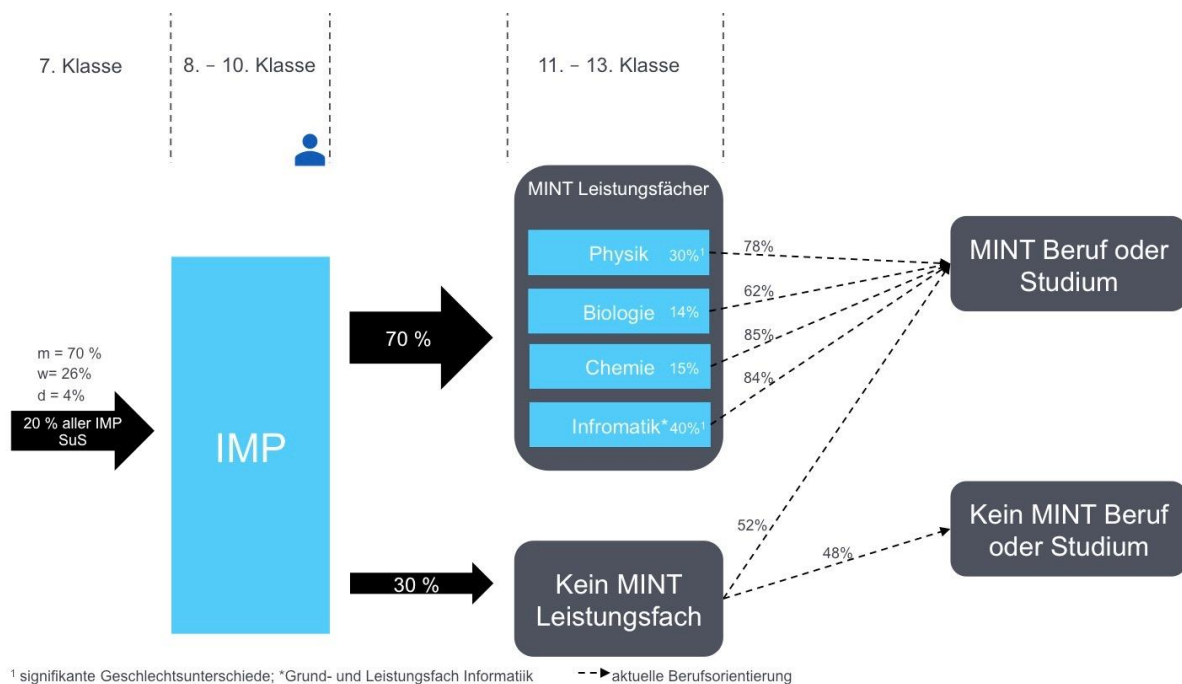 7. Klasse
8. – 10. Klasse
11. – 13. Klasse
MINT Leistungsfächer
Physik 30%¹
Biologie 14%
Chemie 15%
Infromatik* 40%¹
78%
62%
85%
84%
MINT Beruf oder
Studium
m = 70 %
w= 26%
d = 4%
20 % aller IMP
SuS
IMP
70 %
30 %
Kein MINT
Leistungsfach
52%
48%
Kein MINT Beruf
oder Studium
¹ signifikante Geschlechtsunterschiede; *Grund- und Leistungsfach Informatiik
aktuelle Berufsorientierung